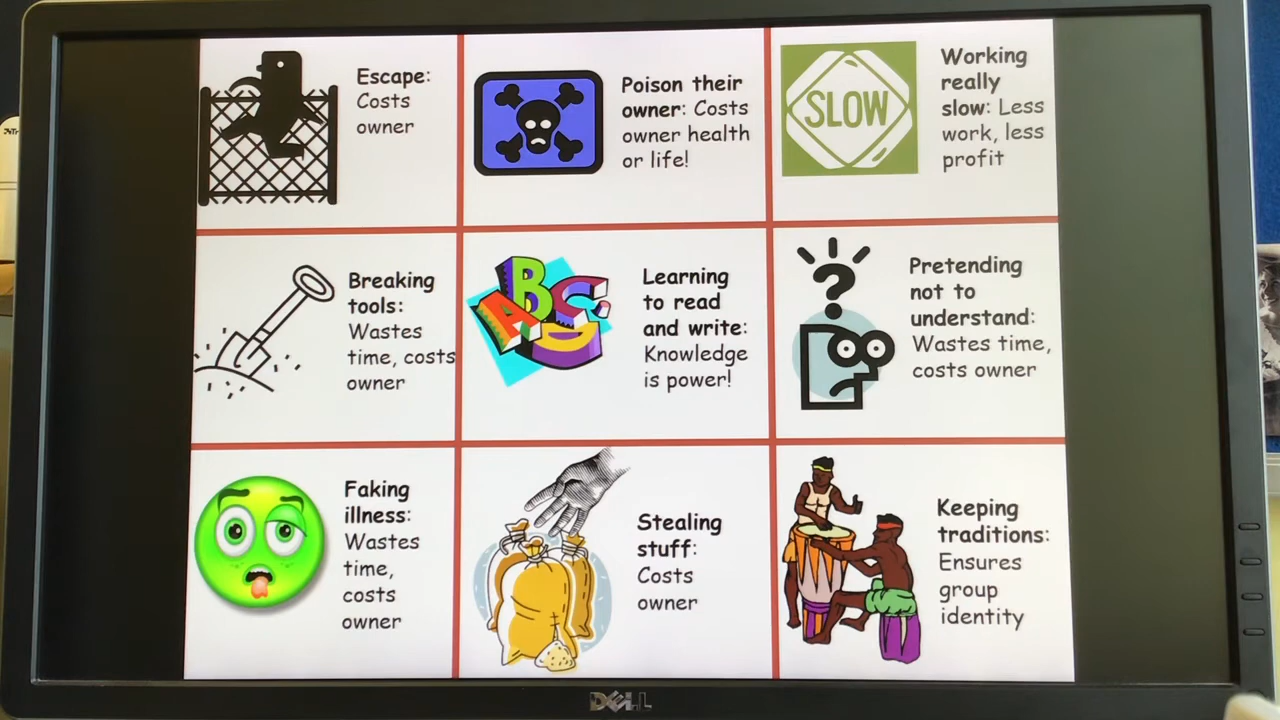 Escape:
Costs
owner
Poison their
owner: Costs
owner health
or life!
SLOW
Working
really
slow: Less
work, less
profit
Breaking
tools:
Wastes
time, costs
owner
ABCD
Learning
to read
and write:
Knowledge
is power!
?
Pretending
not to
understand:
Wastes time,
costs owner
Faking
illness:
Wastes
time,
costs
owner
Stealing
stuff:
Costs
owner
Keeping
traditions:
Ensures
group
identity
DELL